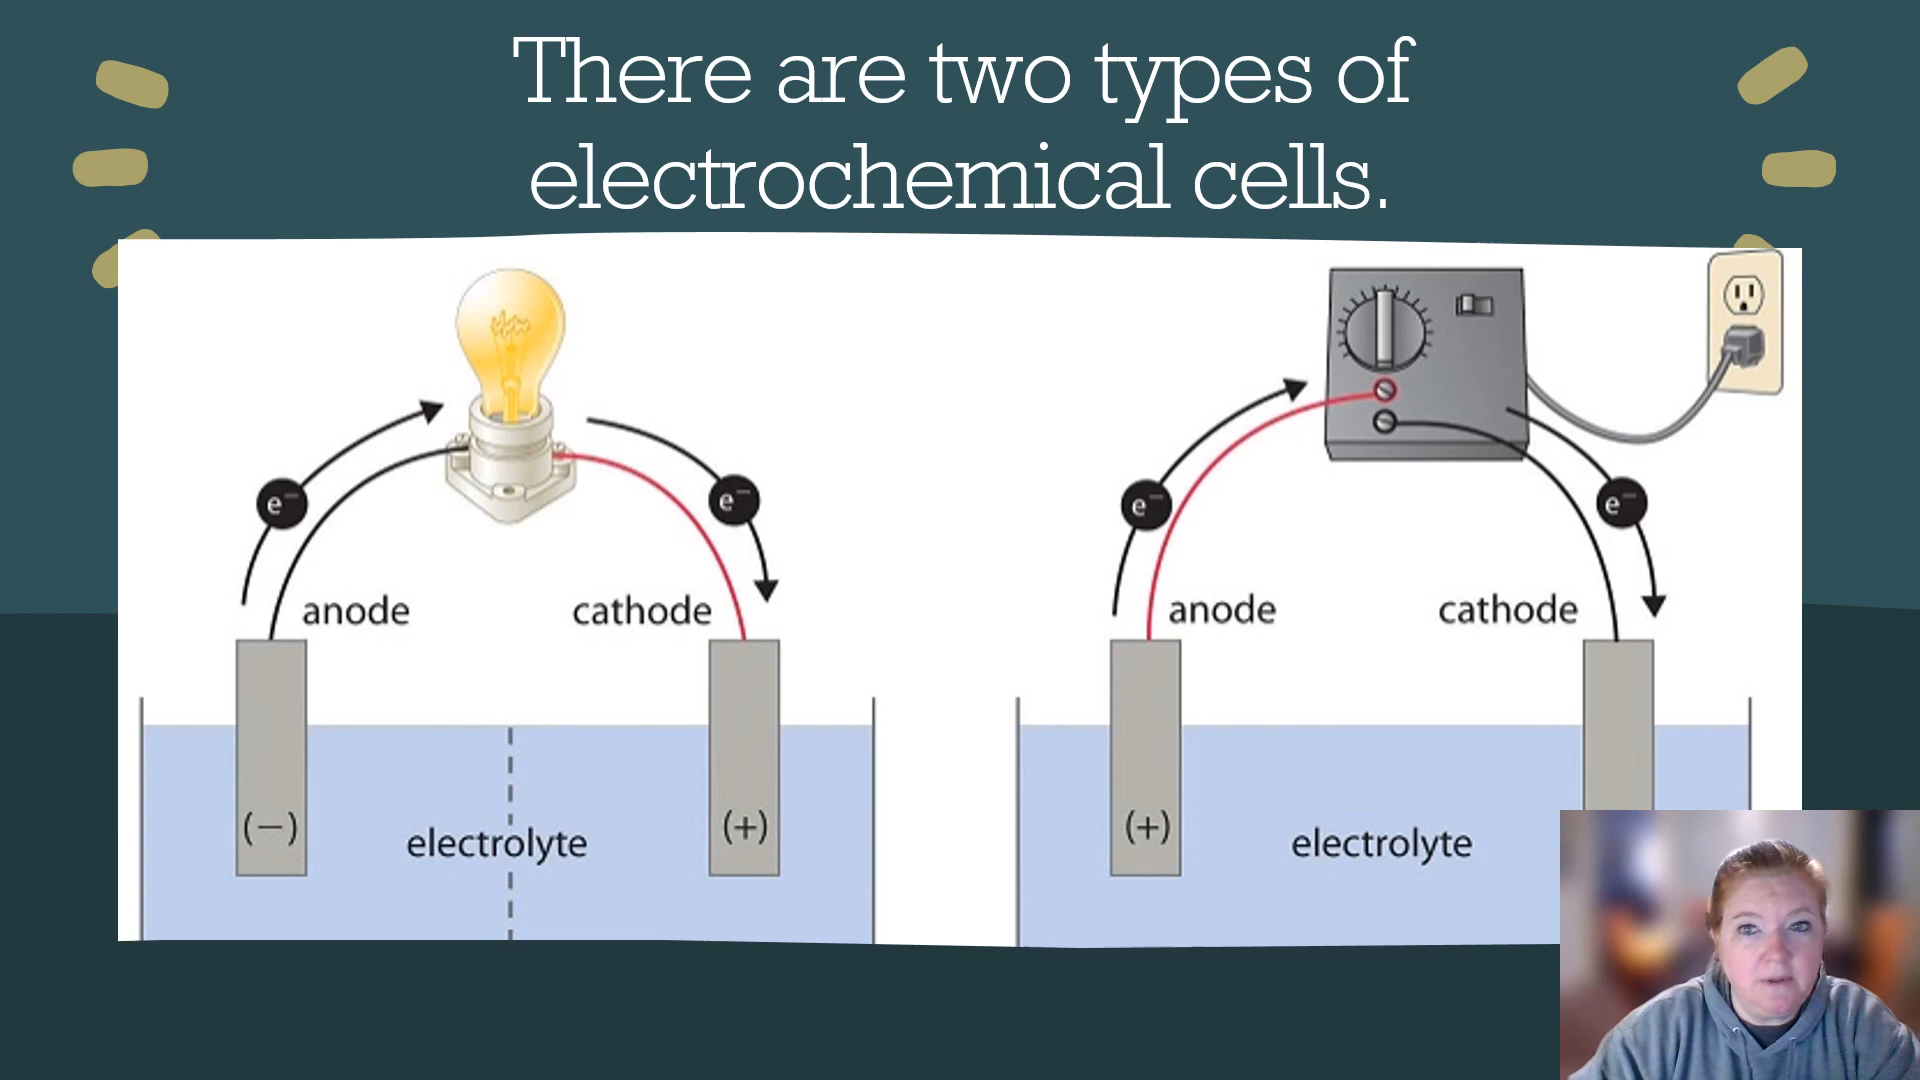 There are two types of
electrochemical cells.
e⁻
e⁻
anode
cathode
(−)
electrolyte
(+)
e⁻
e⁻
anode
cathode
(+)
electrolyte